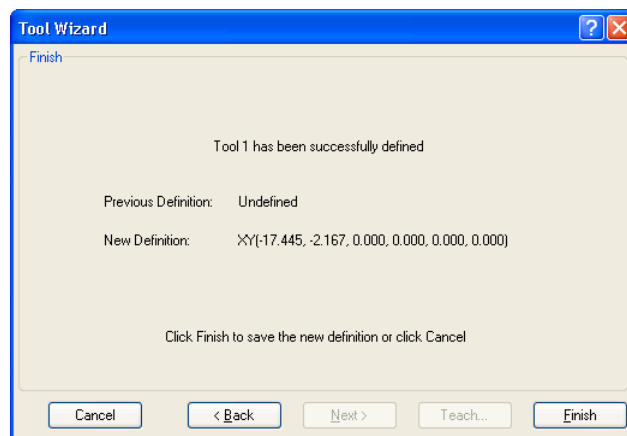 Tool Wizard
Finish
Tool 1 has been successfully defined
Previous Definition: Undefined
New Definition: XY(-17.445, -2.167, 0.000, 0.000, 0.000, 0.000)
Click Finish to save the new definition or click Cancel
Cancel < Back Next > Teach... Finish